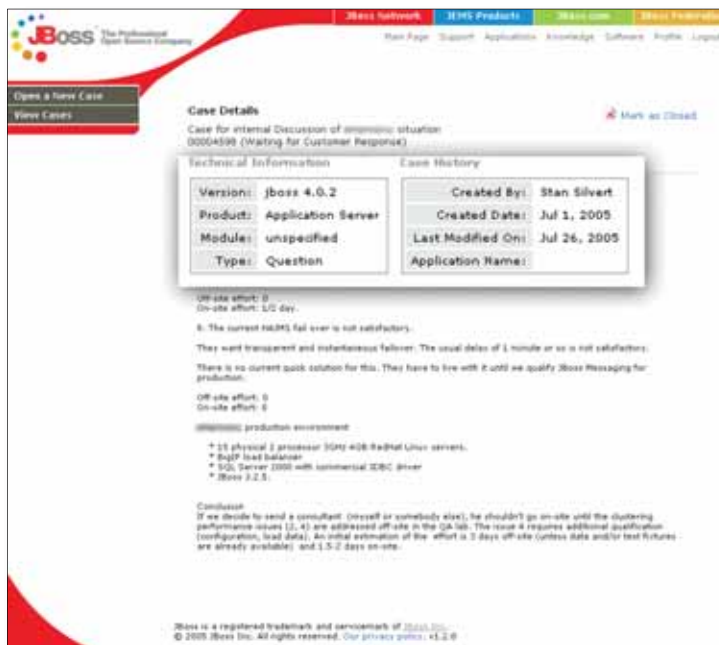 JBoss The Professional
Open Source Company
JBoss Network JEMS Products JBoss.com JBoss Federation
Main Page Support Applications Knowledge Software Profile Logout
Open a New Case
View Cases
Case Details
Mark as Closed
Case for internal Discussion of situation
00004598 (Waiting for Customer Response)
Technical Information Case History
Version: jboss 4.0.2 Created By: Stan Silvert
Product: Application Server Created Date: Jul 1, 2005
Module: unspecified Last Modified On: Jul 26, 2005
Type: Question Application Name:
Off-site effort: 0
On-site effort: 1/2 day.
6. The current HAJMS fail over is not satisfactory.
They want transparent and instantaneous failover. The usual delay of 1 minute or so is not satisfactory.
There is no current quick solution for this. They have to live with it until we qualify JBoss Messaging for
production.
Off-site effort: 0
On-site effort: 0
production environment
* 15 physical 2 processor 3GHz 4GB RedHat Linux servers.
* BigIP load balancer
* SQL Server 2000 with commercial JDBC driver
* JBoss 3.2.5.
Conclusion
If we decide to send a consultant (myself or somebody else), he shouldn't go on-site until the clustering
performance issues (2, 4) are addressed off-site in the QA lab. The issue 4 requires additional qualification
(configuration, load data). An initial estimation of the effort is 3 days off-site (unless data and/or test fixtures
are already available) and 1.5-2 days on-site.
JBoss is a registered trademark and servicemark of JBoss Inc.
© 2005 JBoss Inc. All rights reserved. Our privacy policy. v1.2.0